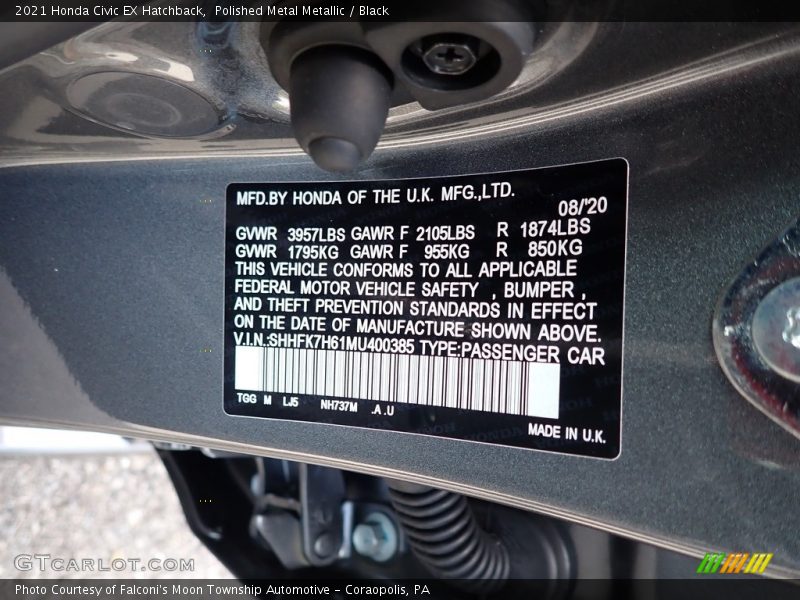 2021 Honda Civic EX Hatchback, Polished Metal Metallic / Black
MFD.BY HONDA OF THE U.K. MFG.,LTD.
08/'20
GVWR 3957LBS GAWR F 2105LBS R 1874LBS
GVWR 1795KG GAWR F 955KG R 850KG
THIS VEHICLE CONFORMS TO ALL APPLICABLE
FEDERAL MOTOR VEHICLE SAFETY , BUMPER ,
AND THEFT PREVENTION STANDARDS IN EFFECT
ON THE DATE OF MANUFACTURE SHOWN ABOVE.
V.I.N.:SHHFK7H61MU400385 TYPE:PASSENGER CAR
TGG M LJ5 NH737M .A .U
MADE IN U.K.
GTCARLOT.COM
Photo Courtesy of Falconi's Moon Township Automotive – Coraopolis, PA